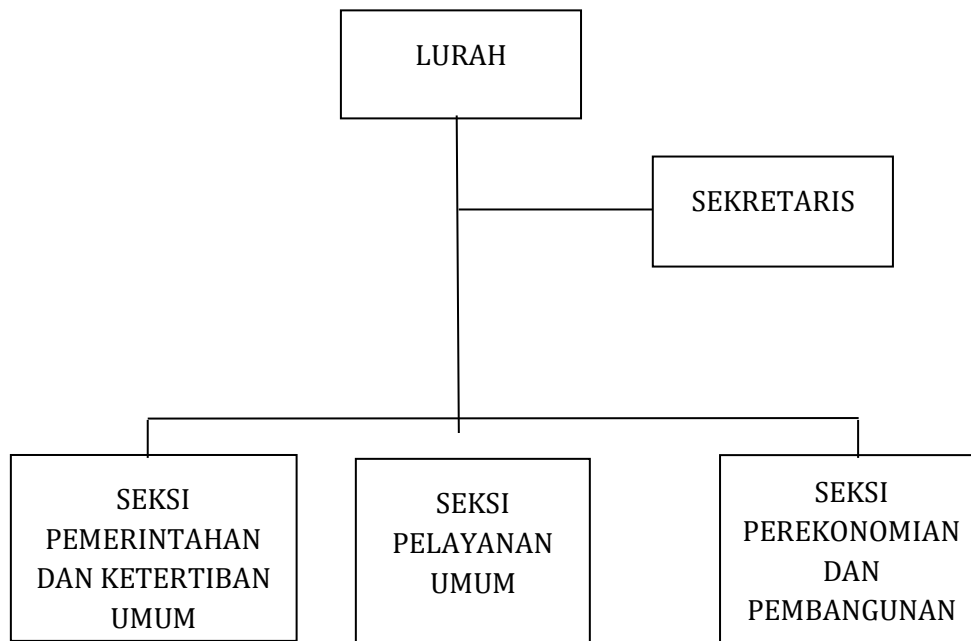 LURAH
SEKRETARIS
SEKSI
PEMERINTAHAN
DAN KETERTIBAN
UMUM
SEKSI
PELAYANAN
UMUM
SEKSI
PEREKONOMIAN
DAN
PEMBANGUNAN